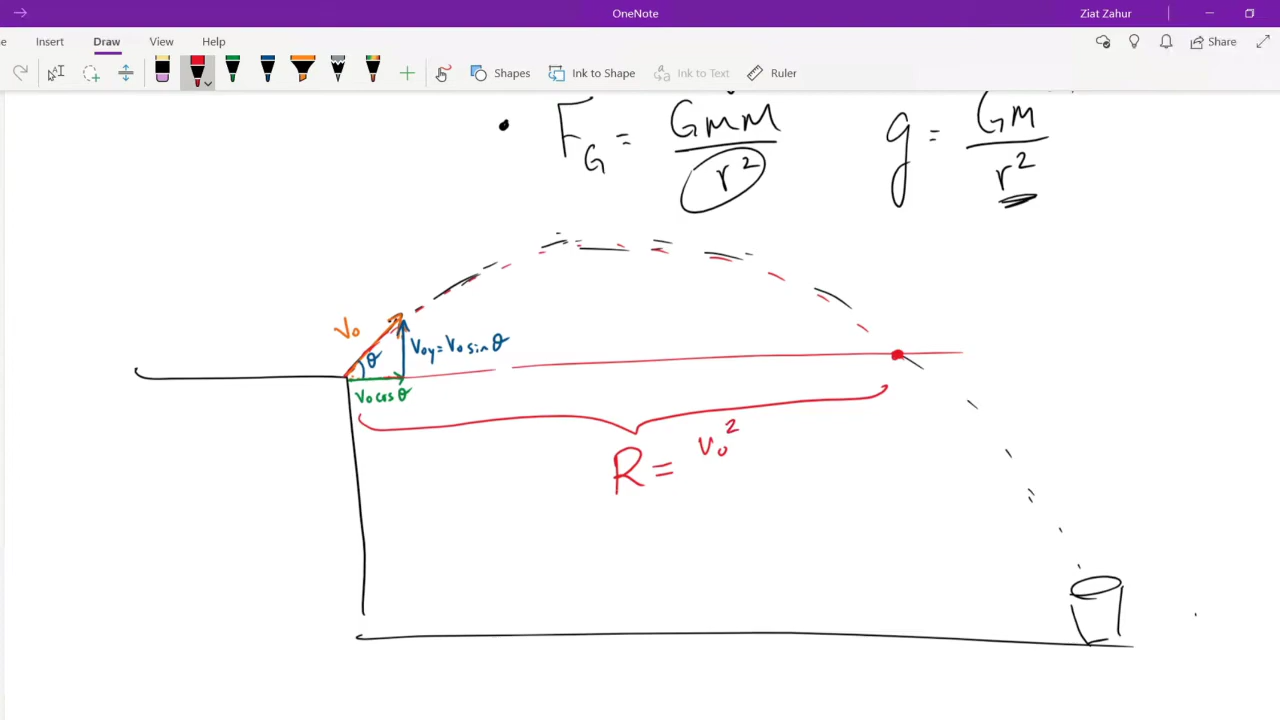 OneNote
Ziat Zahur
Insert Draw View Help
Shapes Ink to Shape Ink to Text Ruler
Share
F_G = GmM / r²
g = GM / r²
v₀
θ
v₀y = v₀ sin θ
v₀ cos θ
R = v₀²